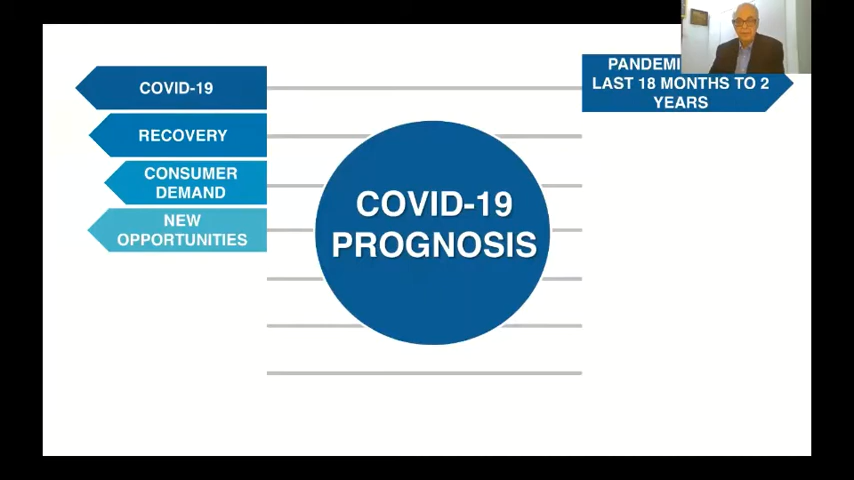 COVID-19
RECOVERY
CONSUMER
DEMAND
NEW
OPPORTUNITIES
COVID-19
PROGNOSIS
LAST 18 MONTHS TO 2
YEARS